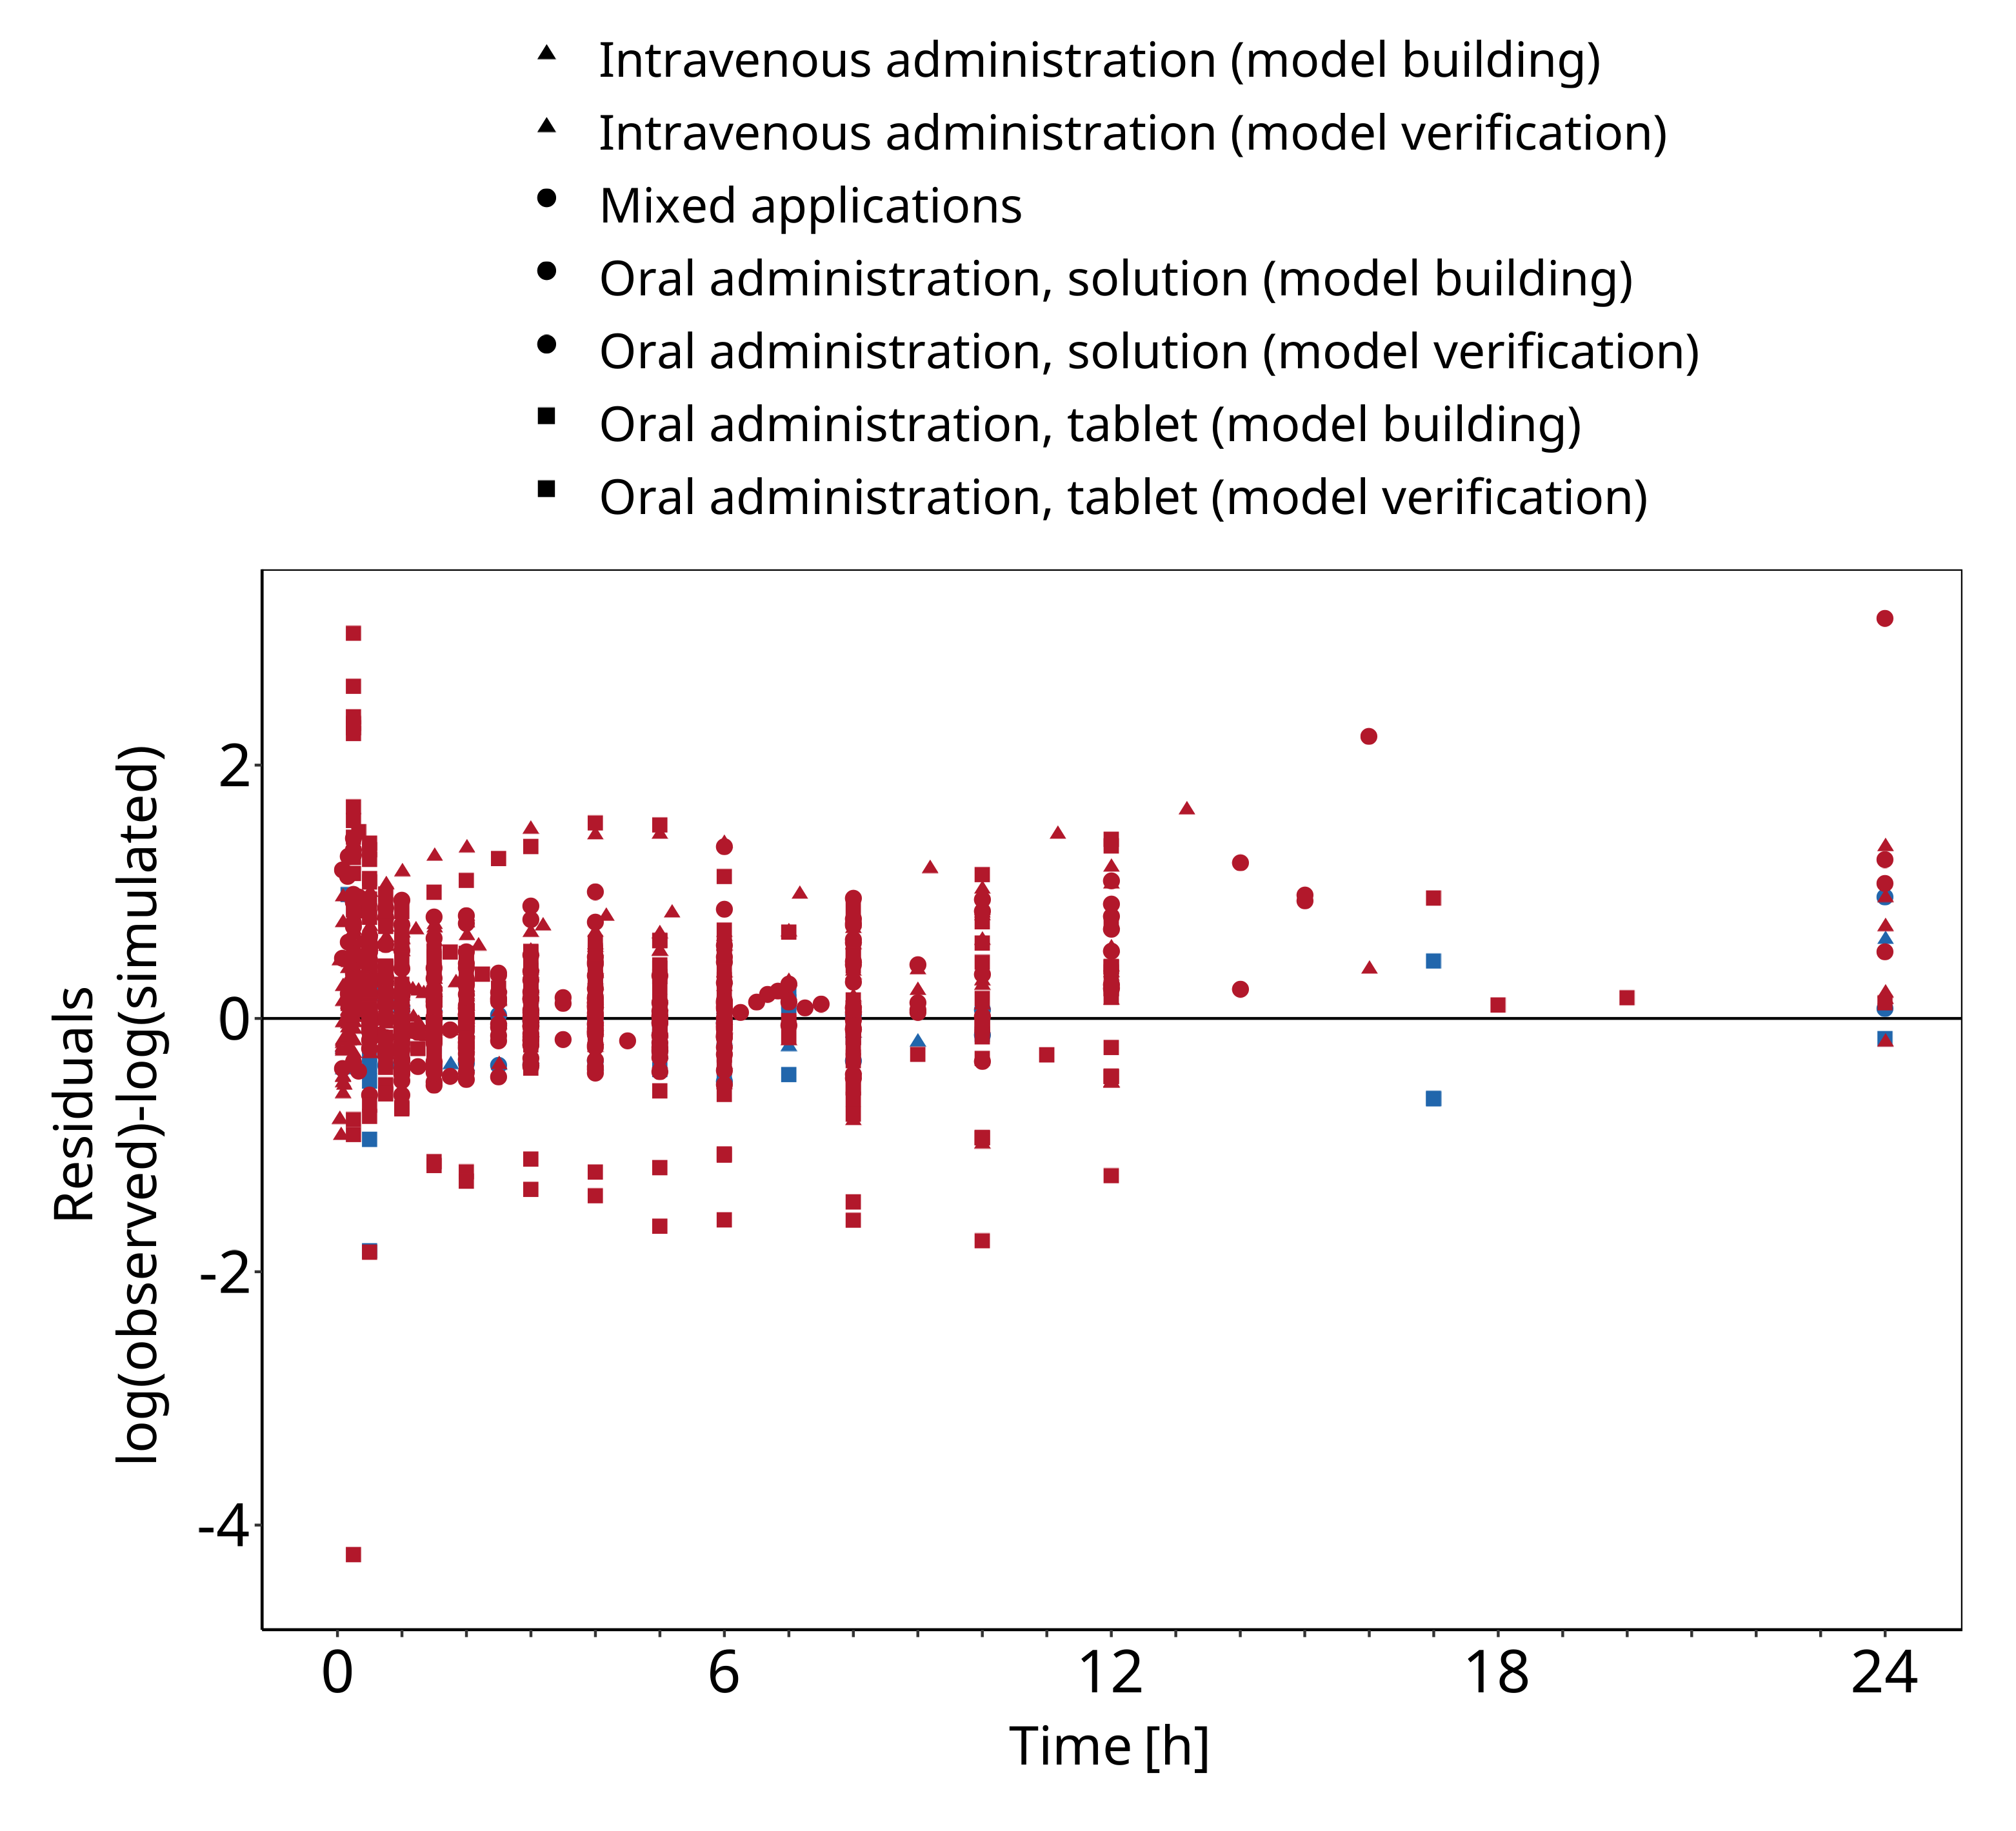 Intravenous administration (model building)
Intravenous administration (model verification)
Mixed applications
Oral administration, solution (model building)
Oral administration, solution (model verification)
Oral administration, tablet (model building)
Oral administration, tablet (model verification)
Residuals
log(observed)-log(simulated)
2
0
-2
-4
0 6 12 18 24
Time [h]